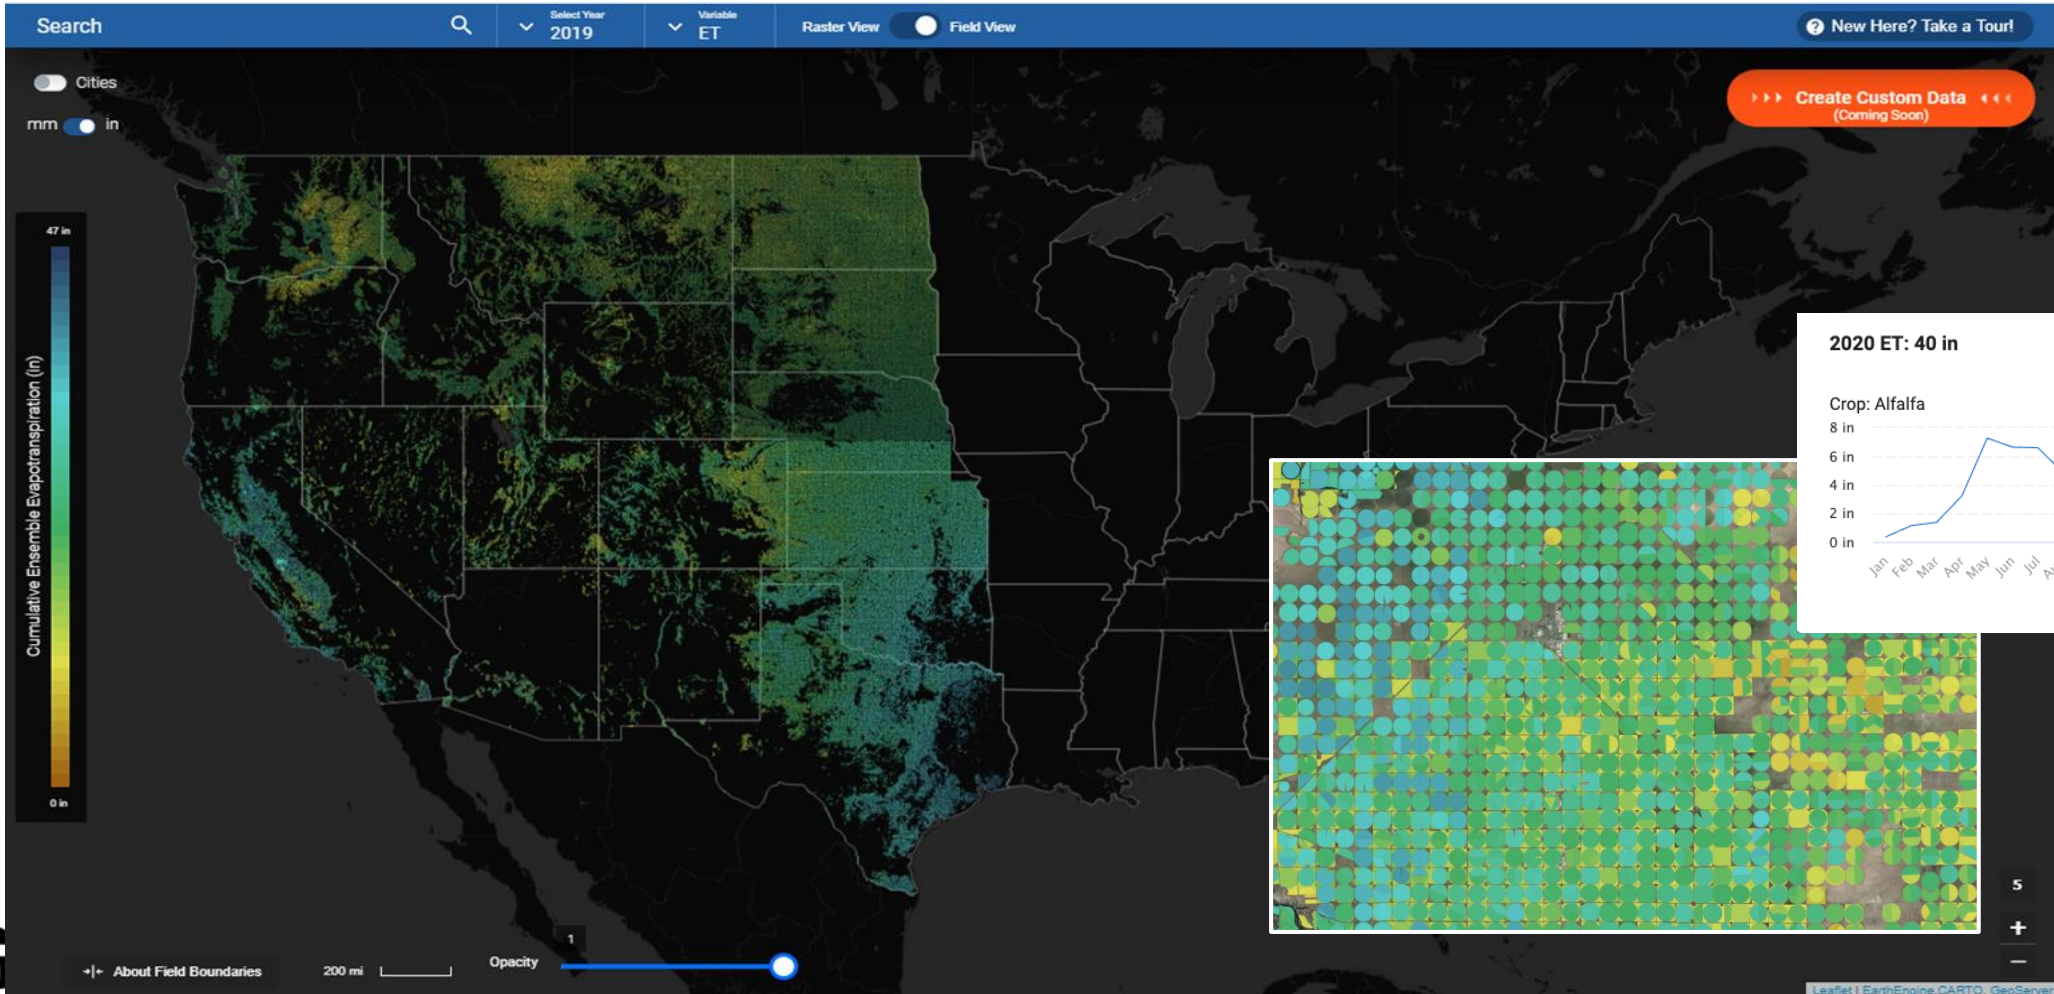 Search
Select Year
2019
Variable
ET
Raster View
Field View
New Here? Take a Tour!
Cities
mm
in
Create Custom Data
(Coming Soon)
47 in
Cumulative Ensemble Evapotranspiration (in)
0 in
2020 ET: 40 in
Crop: Alfalfa
8 in
6 in
4 in
2 in
0 in
Jan
Feb
Mar
Apr
May
Jun
Jul
5
+
−
1
About Field Boundaries
200 mi
Opacity
Leaflet | EarthEngine,CARTO, GeoServer